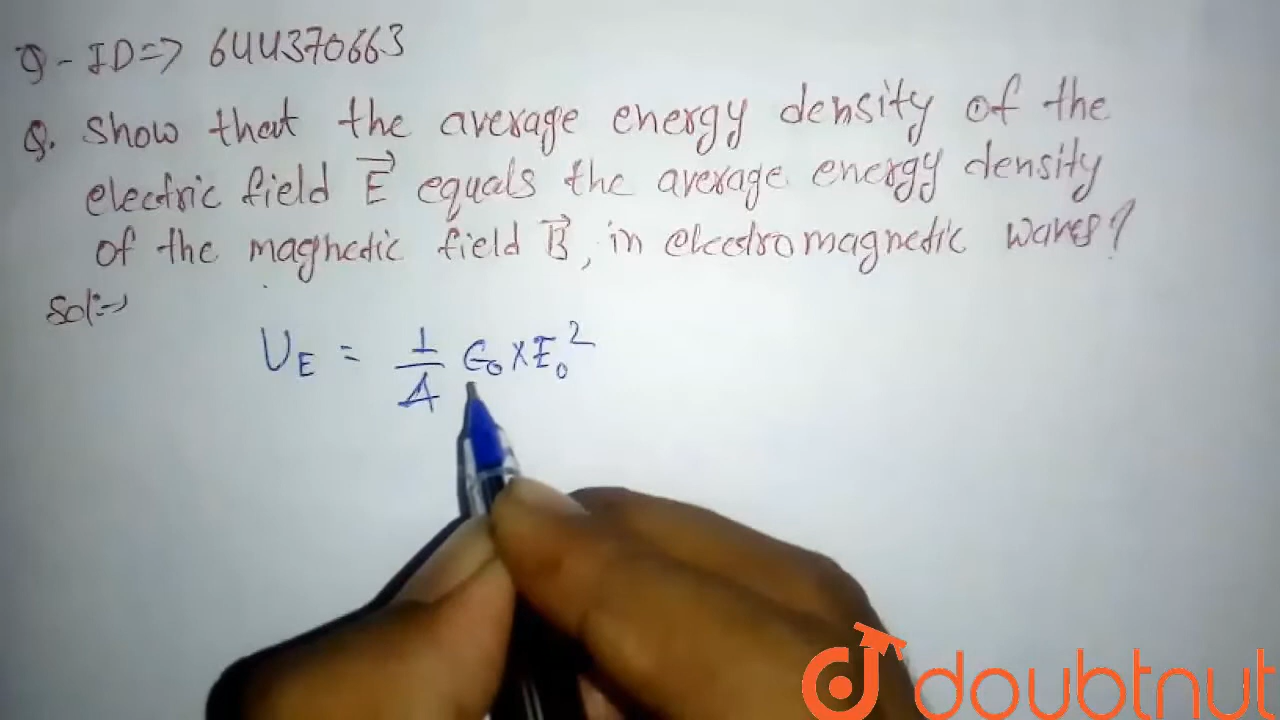 Q - ID => 644370663
Q. Show that the average energy density of the
electric field E⃗ equals the average energy density
of the magnetic field B⃗, in electromagnetic waves?
Sol:->
U_E = 1/4 ϵ₀ × E₀²
doubtnut